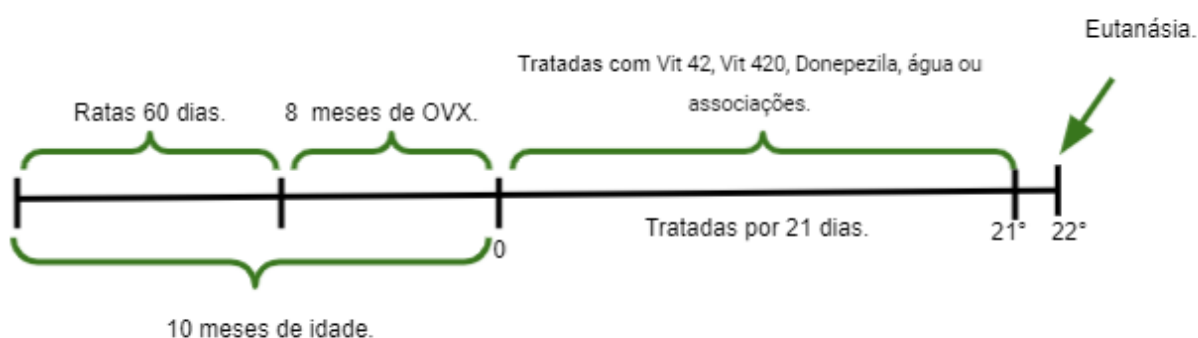 Eutanásia.
Tratadas com Vit 42, Vit 420, Donepezila, água ou
associações.
Ratas 60 dias.
8 meses de OVX.
0
Tratadas por 21 dias.
21°
22°
10 meses de idade.